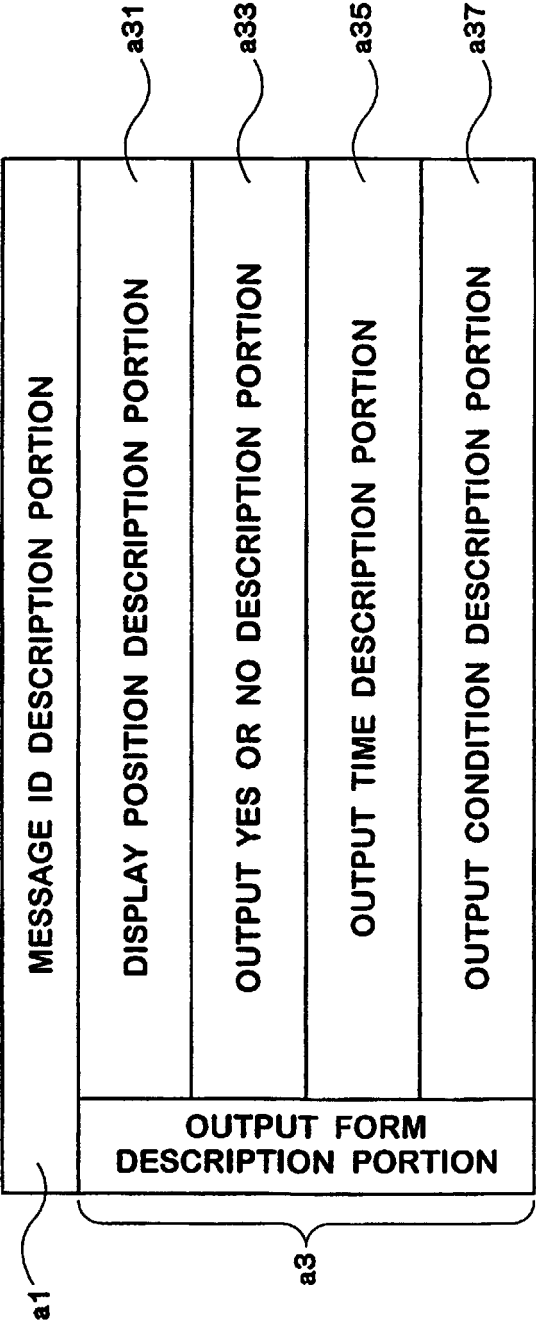 a1
MESSAGE ID DESCRIPTION PORTION
a3
OUTPUT FORM
DESCRIPTION PORTION
DISPLAY POSITION DESCRIPTION PORTION
a31
OUTPUT YES OR NO DESCRIPTION PORTION
a33
OUTPUT TIME DESCRIPTION PORTION
a35
OUTPUT CONDITION DESCRIPTION PORTION
a37